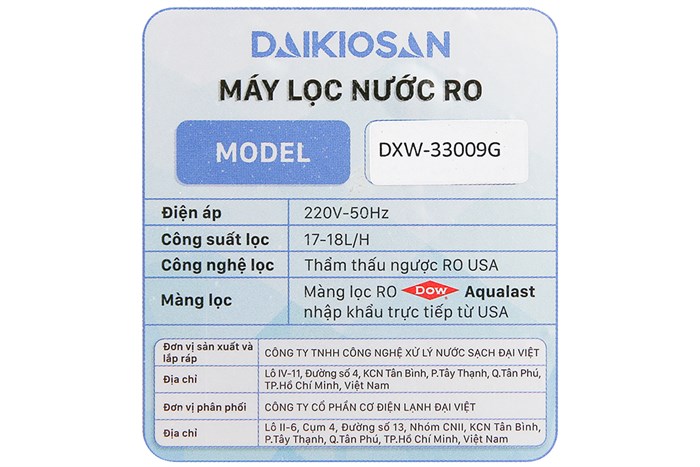 DAIKIOSAN
MÁY LỌC NƯỚC RO
MODEL DXW-33009G
Điện áp 220V-50Hz
Công suất lọc 17-18L/H
Công nghệ lọc Thẩm thấu ngược RO USA
Màng lọc Màng lọc RO Dow Aqualast
nhập khẩu trực tiếp từ USA
Đơn vị sản xuất và
lắp ráp
CÔNG TY TNHH CÔNG NGHỆ XỬ LÝ NƯỚC SẠCH ĐẠI VIỆT
Địa chỉ Lô IV-11, Đường số 4, KCN Tân Bình, P.Tây Thạnh, Q.Tân Phú,
TP.Hồ Chí Minh, Việt Nam
Đơn vị phân phối CÔNG TY CỔ PHẦN CƠ ĐIỆN LẠNH ĐẠI VIỆT
Địa chỉ Lô II-6, Cụm 4, Đường số 13, Nhóm CNII, KCN Tân Bình,
P.Tây Thạnh, Q.Tân Phú, TP.Hồ Chí Minh, Việt Nam